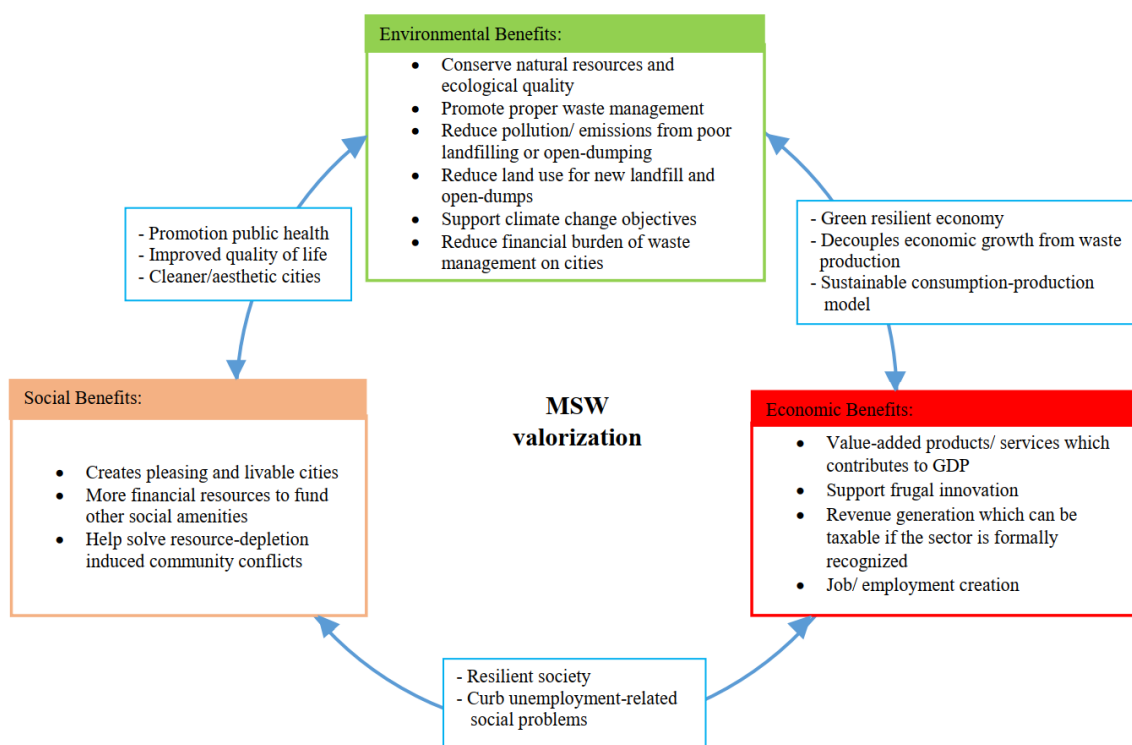 Environmental Benefits:
• Conserve natural resources and
ecological quality
• Promote proper waste management
• Reduce pollution/ emissions from poor
landfilling or open-dumping
• Reduce land use for new landfill and
open-dumps
• Support climate change objectives
• Reduce financial burden of waste
management on cities
- Promotion public health
- Improved quality of life
- Cleaner/aesthetic cities
- Green resilient economy
- Decouples economic growth from waste
production
- Sustainable consumption-production
model
Social Benefits:
• Creates pleasing and livable cities
• More financial resources to fund
other social amenities
• Help solve resource-depletion
induced community conflicts
MSW
valorization
Economic Benefits:
• Value-added products/ services which
contributes to GDP
• Support frugal innovation
• Revenue generation which can be
taxable if the sector is formally
recognized
• Job/ employment creation
- Resilient society
- Curb unemployment-related
social problems